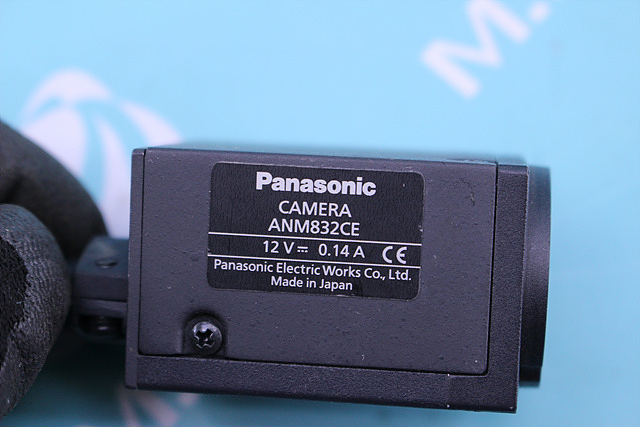 M.
Panasonic
CAMERA
ANM832CE
12 V ⎓ 0.14 A CE
Panasonic Electric Works Co., Ltd.
Made in Japan